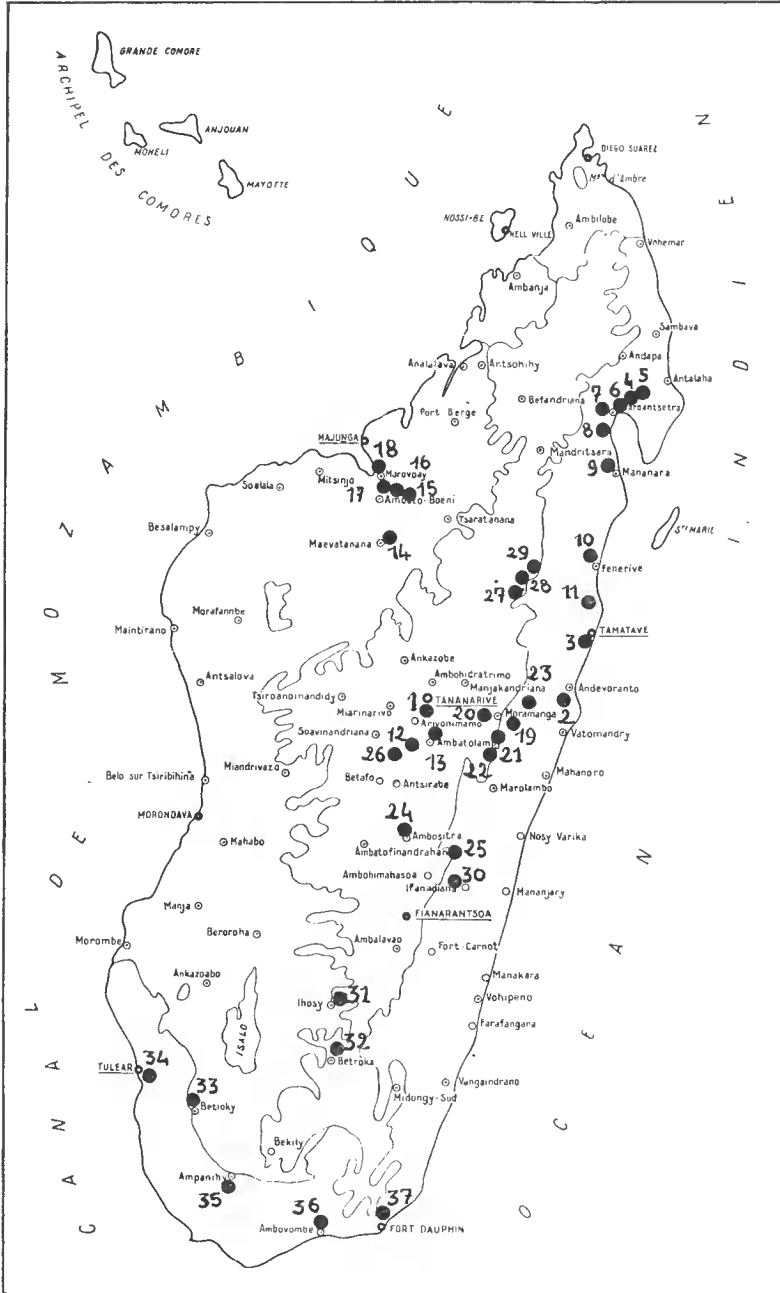 GRANDE COMORE
ARCHIPEL DES COMORES
ANJOUAN
MOHELI
MAYOTTE
CANAL DE MOZAMBIQUE
OCEAN INDIEN
DIEGO SUAREZ
Mgne d'Ambre
NOSSI-BE
HELL VILLE
Ambilobe
Vohemar
Ambanja
Sambava
Andapa
Analalava
Antsohihy
Antalaha
5
4
6
7
Befandriana
Port Berge
8
MAJUNGA
18
16
Mandritsara
9
Mananara
Marovoay
Mitsinjo
Soalala
17
15
Ambato-Boeni
Tsaratanana
Besalampy
Ste MARIE
Maevatanana
14
29
10
Fenerive
28
27
11
Morafenobe
Maintirano
3
TAMATAVE
Ankazobe
Antsalova
Ambohidratrimo
Manjakandriana
23
Andevoranto
Tsiroanomandidy
1
TANANARIVE
Miarinarivo
20
Moramanga
2
Arivonimamo
19
Vatomandry
Soavinandriana
12
Ambatolampy
13
26
21
22
Miandrivazo
Mahanoro
Belo sur Tsiribihina
Betafo
Antsirabe
Marolambo
MORONDAVA
24
Ambositra
Nosy Varika
Mahabo
Ambatofinandrahana
25
Ambohimahasoa
30
Ifanadiana
Mananjary
Manja
FIANARANTSOA
Beroroha
Morombe
Ambalavao
Fort-Carnot
Ankazoabo
Manakara
ISALO
31
Ihosy
Vohipeno
Farafangana
32
Betroka
TULEAR
34
33
Betioky
Vangaindrano
Midongy-Sud
Bekily
Ampanihy
35
36
37
Ambovombe
FORT DAUPHIN